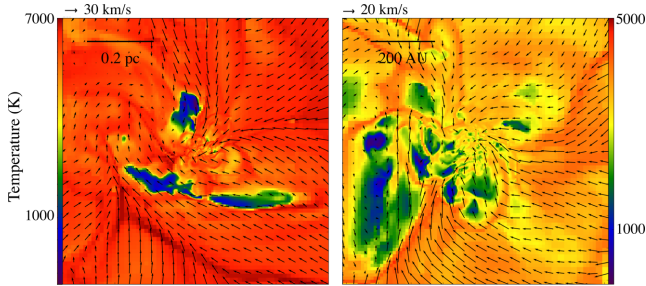 → 30 km/s
→ 20 km/s
7000
5000
0.2 pc
200 AU
Temperature (K)
1000
1000